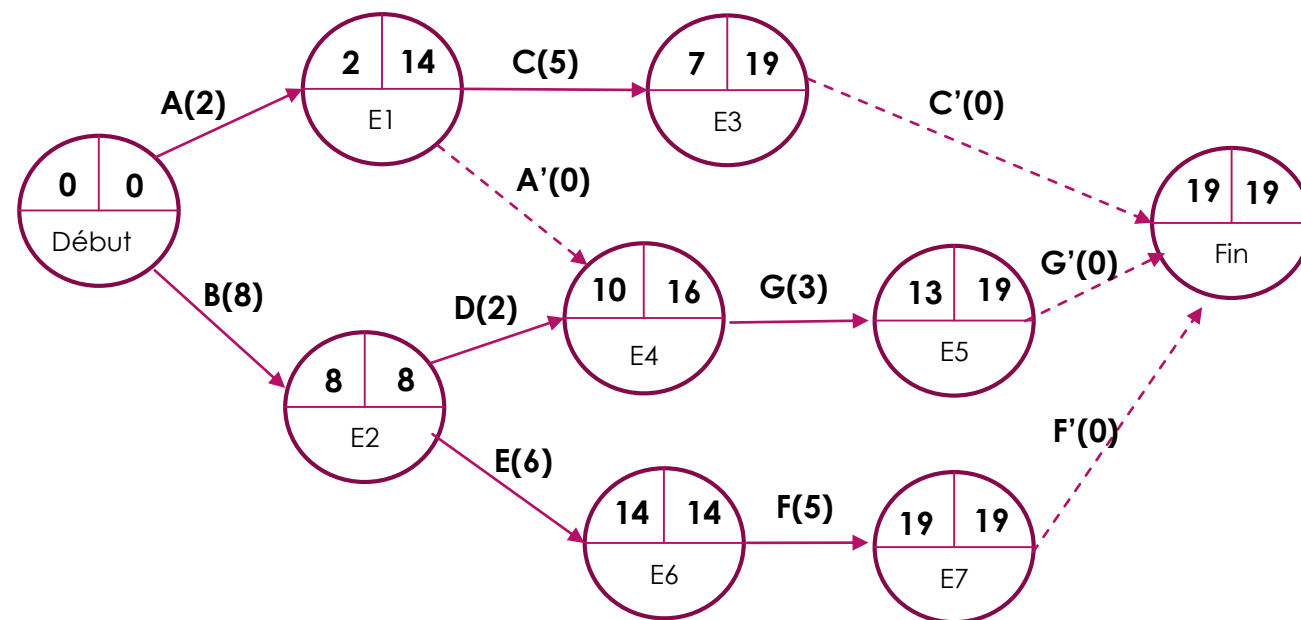 A(2)
2 14
E1
C(5)
7 19
E3
C’(0)
0 0
Début
A’(0)
19 19
Fin
B(8)
D(2)
10 16
E4
G(3)
13 19
E5
G’(0)
8 8
E2
E(6)
14 14
E6
F(5)
19 19
E7
F’(0)